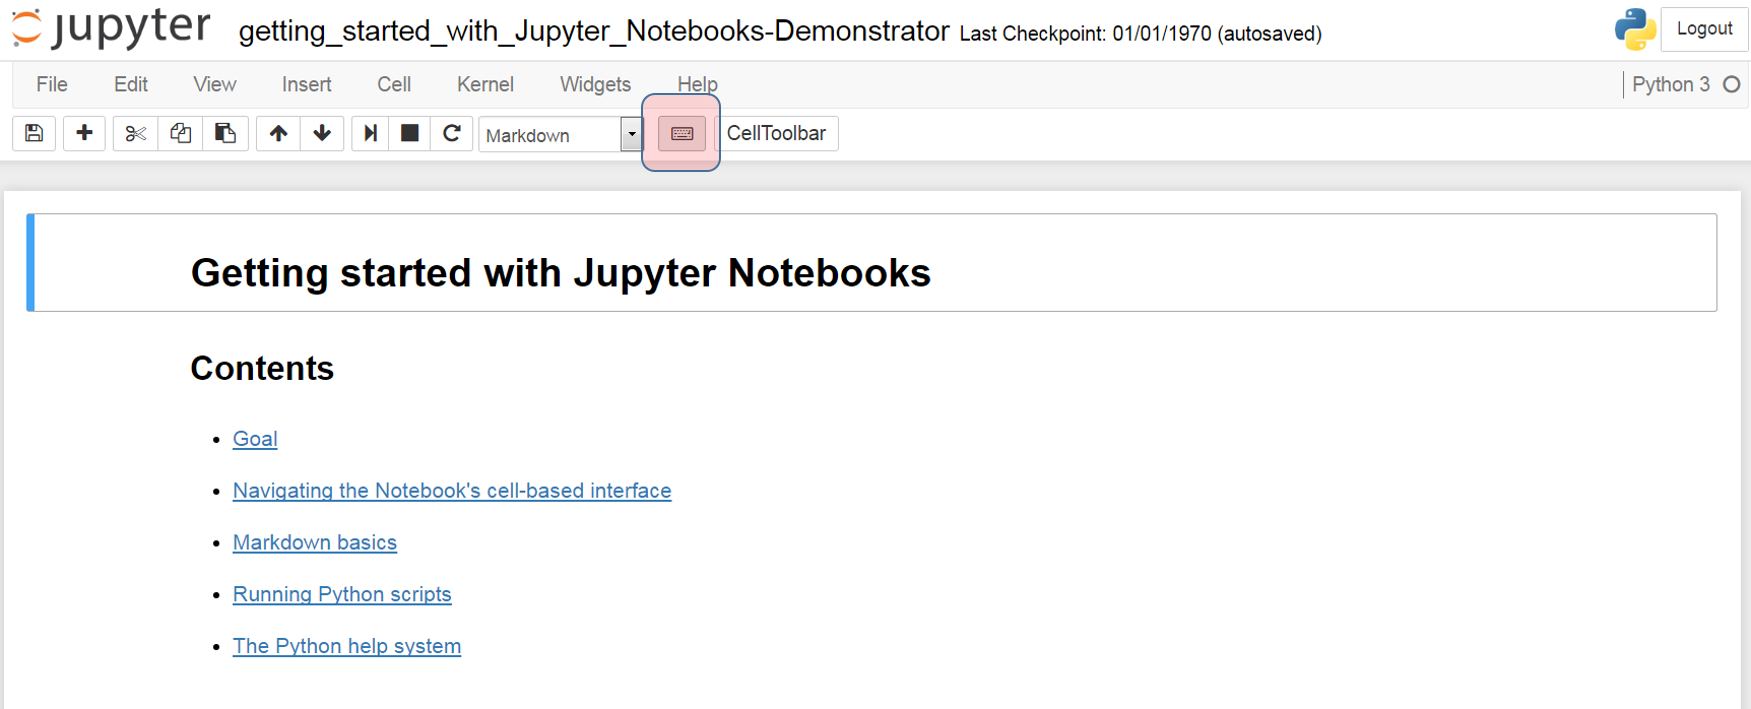 jupyter getting_started_with_Jupyter_Notebooks-Demonstrator Last Checkpoint: 01/01/1970 (autosaved) Logout
File Edit View Insert Cell Kernel Widgets Help Python 3
Markdown CellToolbar
Getting started with Jupyter Notebooks
Contents
Goal
Navigating the Notebook's cell-based interface
Markdown basics
Running Python scripts
The Python help system